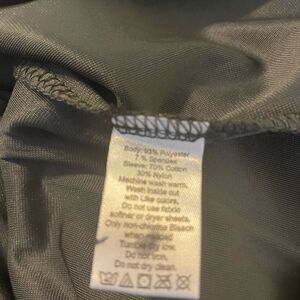 Body: 93% Polyester
7% Spandex
Sleeve: 70% Cotton
30% Nylon
Machine wash warm.
Wash inside out
with Like colors.
Do not use fabric
softner or dryer sheets.
Only non-chlorine Bleach
when needed
Tumble dry low.
Do not iron.
Do not dry clean.